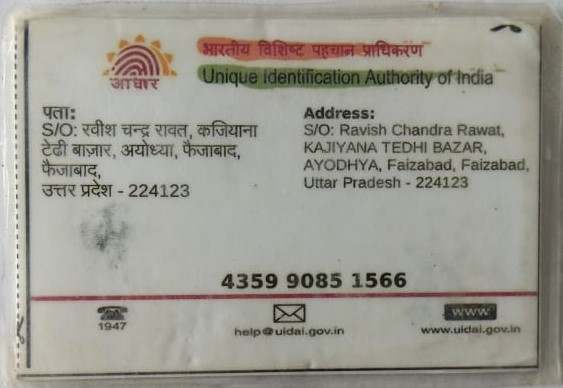 भारतीय विशिष्ट पहचान प्राधिकरण
Unique Identification Authority of India
आधार
पता:
S/O: रवीश चन्द्र रावत, कजियाना
टेढी बाज़ार, अयोध्या, फैजाबाद,
फैजाबाद,
उत्तर प्रदेश - 224123
Address:
S/O: Ravish Chandra Rawat,
KAJIYANA TEDHI BAZAR,
AYODHYA, Faizabad, Faizabad,
Uttar Pradesh - 224123
4359 9085 1566
1947
help@uidai.gov.in
www
www.uidai.gov.in